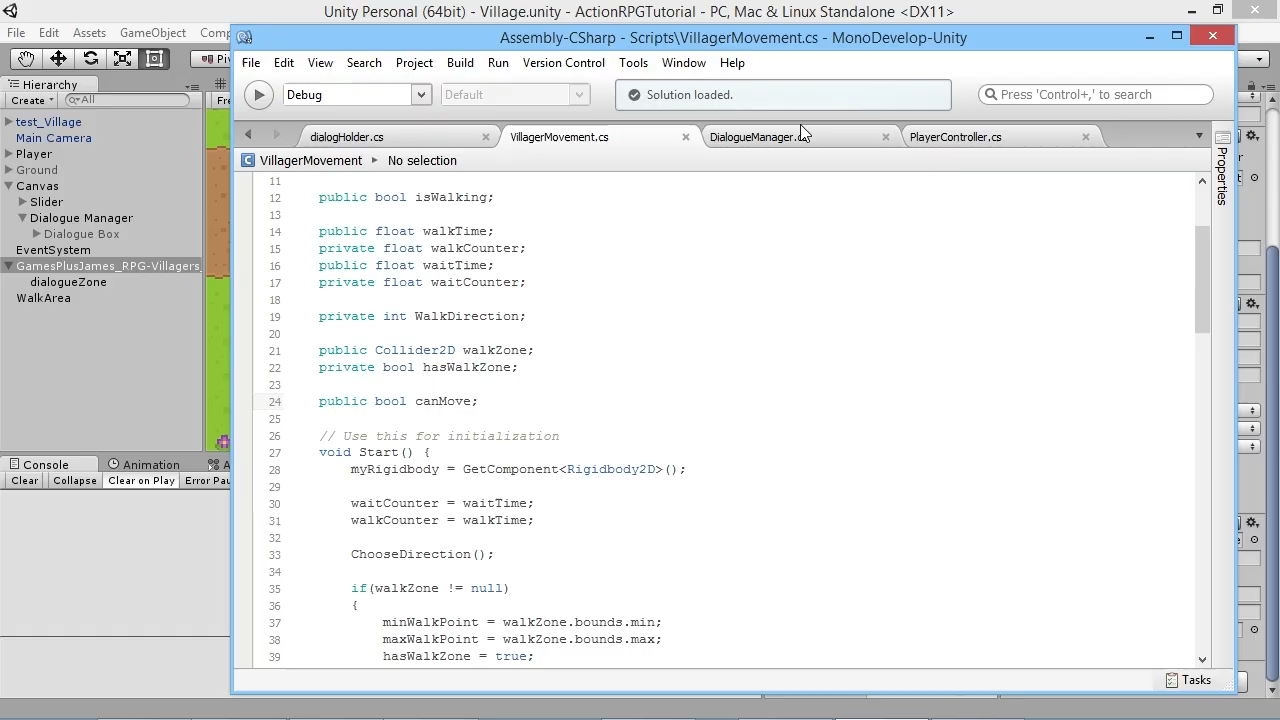 Unity Personal (64bit) - Village.unity - ActionRPGTutorial - PC, Mac & Linux Standalone <DX11>
File Edit Assets GameObject
Assembly-CSharp - Scripts\VillagerMovement.cs - MonoDevelop-Unity
File Edit View Search Project Build Run Version Control Tools Window Help
Debug
Default
Solution loaded.
Press 'Control+,' to search
Hierarchy
Create
All
test_Village
Main Camera
Player
Ground
Canvas
Slider
Dialogue Manager
Dialogue Box
EventSystem
GamesPlusJames_RPG-Villagers_
dialogueZone
WalkArea
Console
Animation
Clear Collapse Clear on Play Error Pau
dialogHolder.cs
VillagerMovement.cs
DialogueManager.c
PlayerController.cs
VillagerMovement
No selection
Properties
11
12 public bool isWalking;
13
14 public float walkTime;
15 private float walkCounter;
16 public float waitTime;
17 private float waitCounter;
18
19 private int WalkDirection;
20
21 public Collider2D walkZone;
22 private bool hasWalkZone;
23
24 public bool canMove;
25
26 // Use this for initialization
27 void Start() {
28 myRigidbody = GetComponent<Rigidbody2D>();
29
30 waitCounter = waitTime;
31 walkCounter = walkTime;
32
33 ChooseDirection();
34
35 if(walkZone != null)
36 {
37 minWalkPoint = walkZone.bounds.min;
38 maxWalkPoint = walkZone.bounds.max;
39 hasWalkZone = true;
Tasks